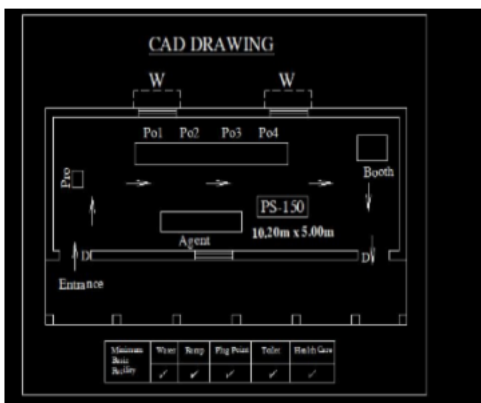 CAD DRAWING
W W
Po1 Po2 Po3 Po4
Pro
Booth
PS-150
10.20m x 5.00m
Agent
D D
Entrance
Minimum Basic Facility Water Ramp Plug Point Toilet Health Care
✓ ✓ ✓ ✓ ✓